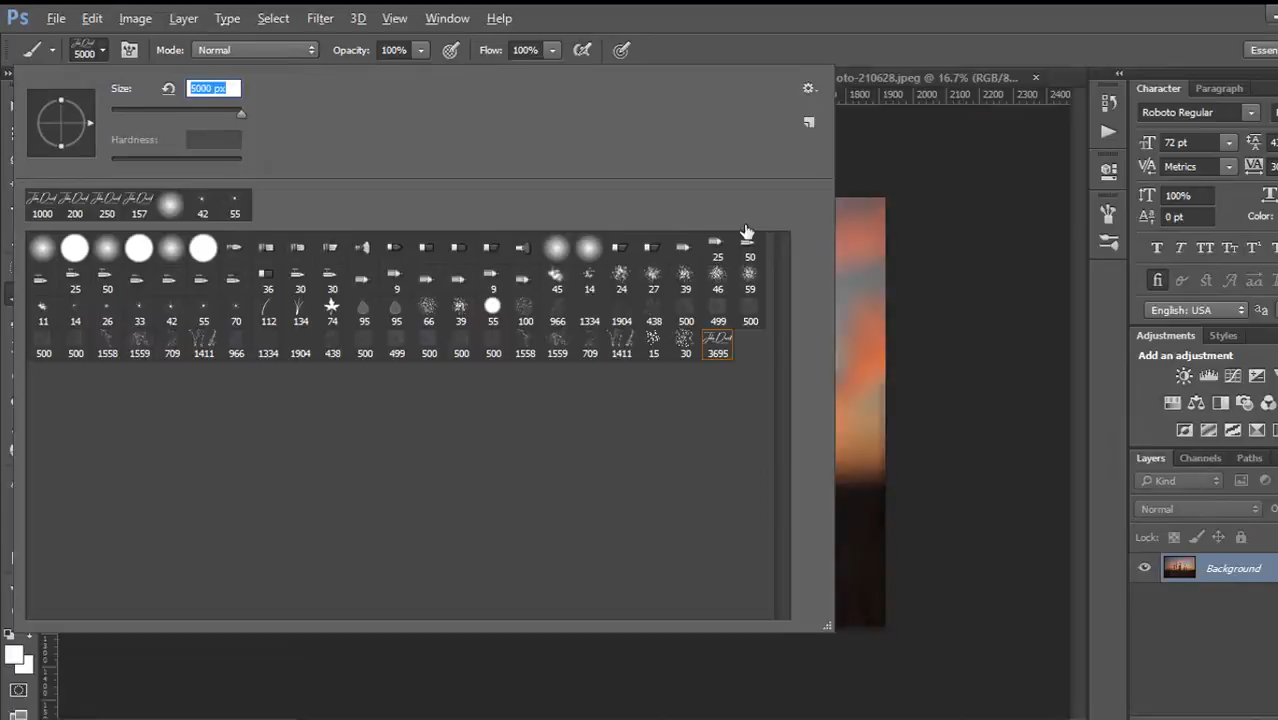 Ps File Edit Image Layer Type Select Filter 3D View Window Help
5000 Mode: Normal Opacity: 100% Flow: 100% Essen
Size: 5000 px
Hardness:
oto-210628.jpeg @ 16.7% (RGB/8... ×
1800 1900 2000 2100 2200 2300 2400
1000 200 250 157 42 55
25 50
25 50 36 30 30 9 9 45 14 24 27 39 46 59
11 14 26 33 42 55 70 112 134 74 95 95 66 39 55 100 966 1334 1904 438 500 499 500
500 500 1558 1559 709 1411 966 1334 1904 438 500 499 500 500 500 1558 1559 709 1411 15 30 3695
Character Paragraph
Roboto Regular
72 pt
Metrics
100%
0 pt Color:
T T TT Tr
fi
English: USA aa
Adjustments Styles
Add an adjustment
Layers Channels Paths
Kind
Normal
Lock:
Background